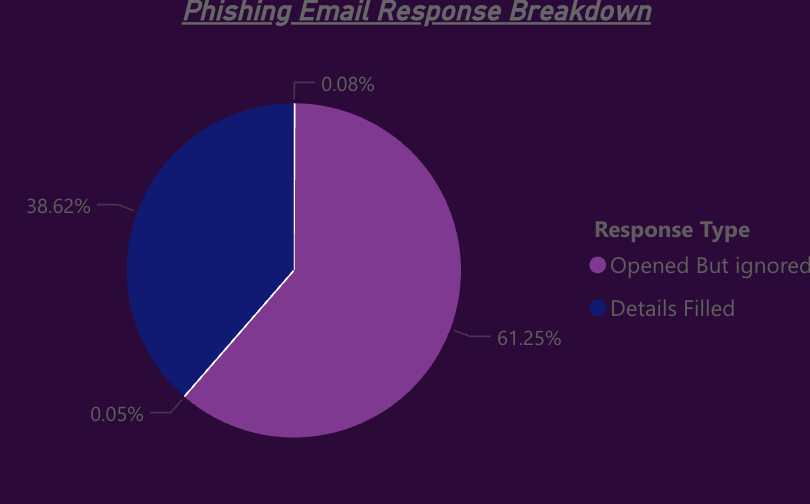 Phishing Email Response Breakdown
0.08%
38.62%
61.25%
0.05%
Response Type
Opened But ignored
Details Filled